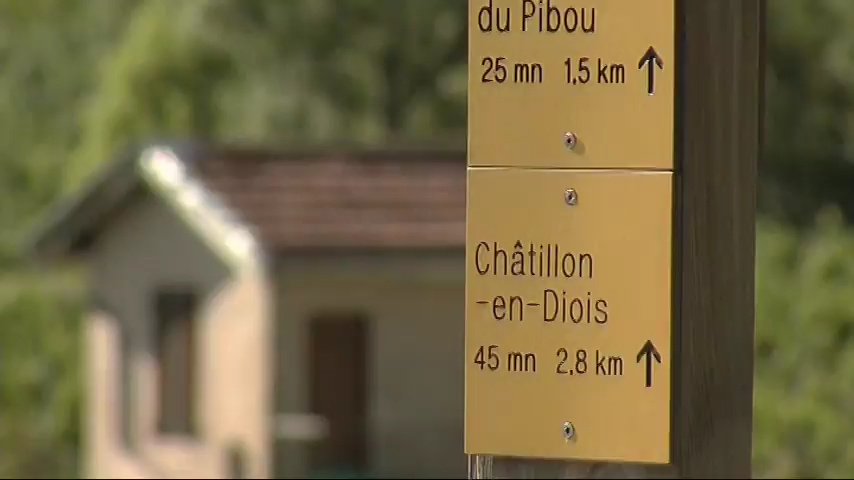 du Pibou
25 mn 1,5 km ↑
Châtillon
-en-Diois
45 mn 2,8 km ↑